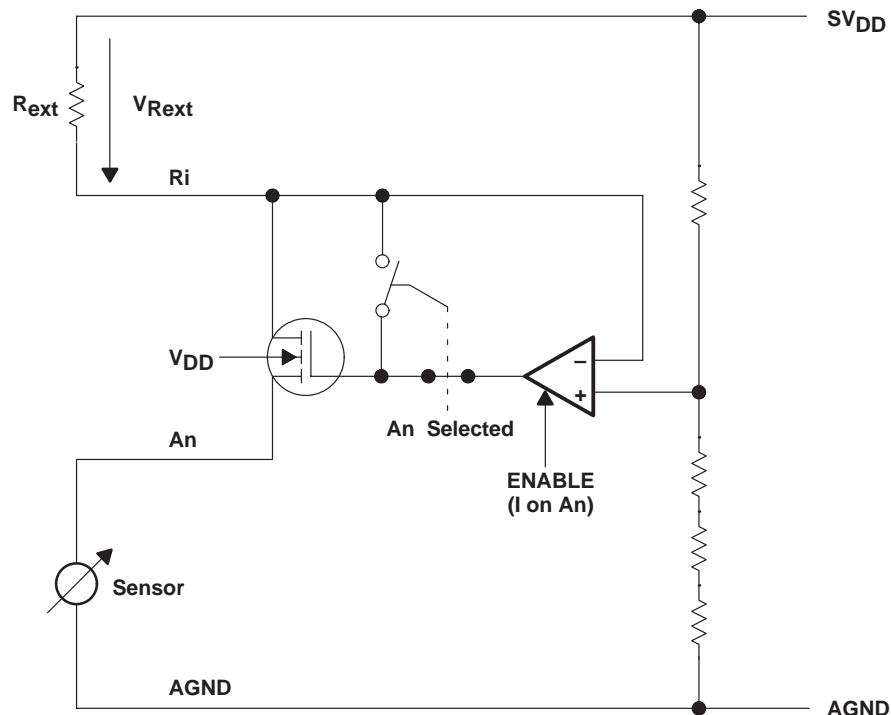 SVDD
Rext
VRext
Ri
VDD
−
+
An Selected
An
ENABLE
(I on An)
Sensor
AGND
AGND